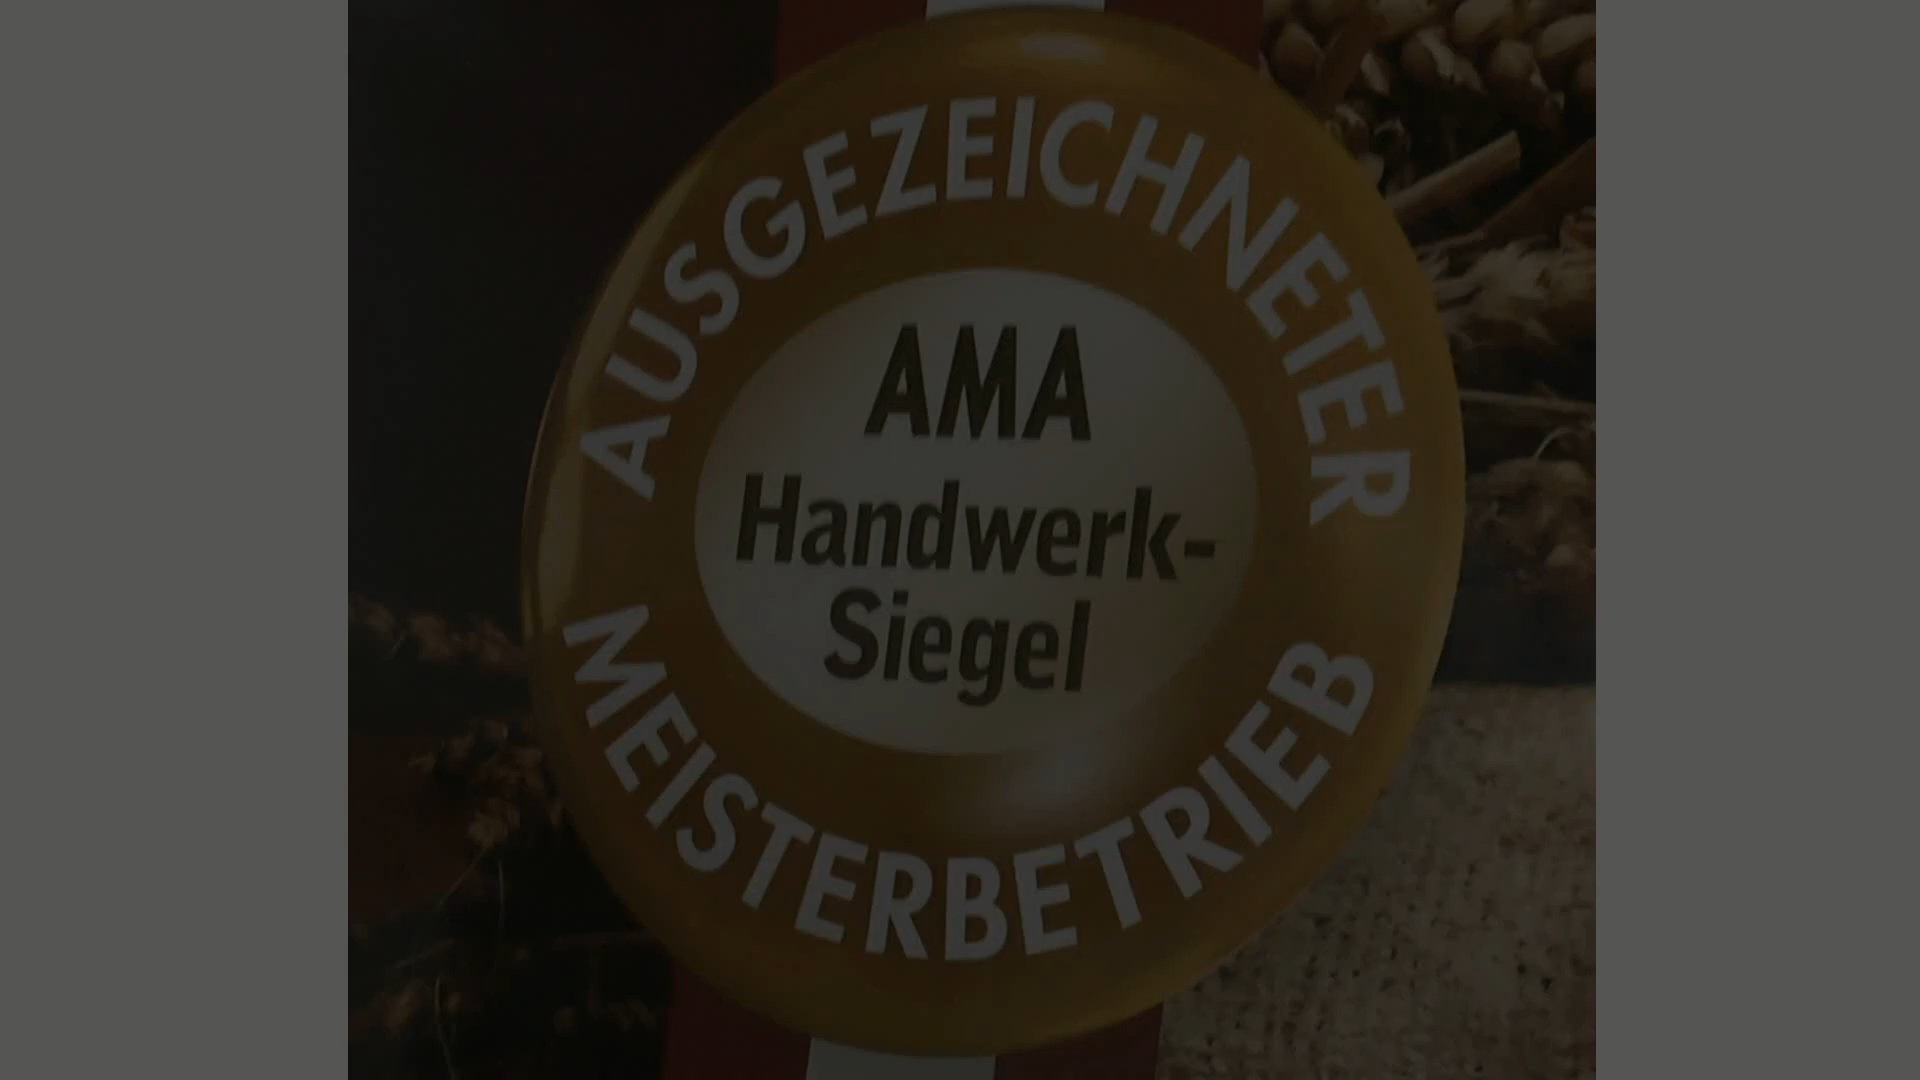 AUSGEZEICHNETER
AMA
Handwerk-
Siegel
MEISTERBETRIEB